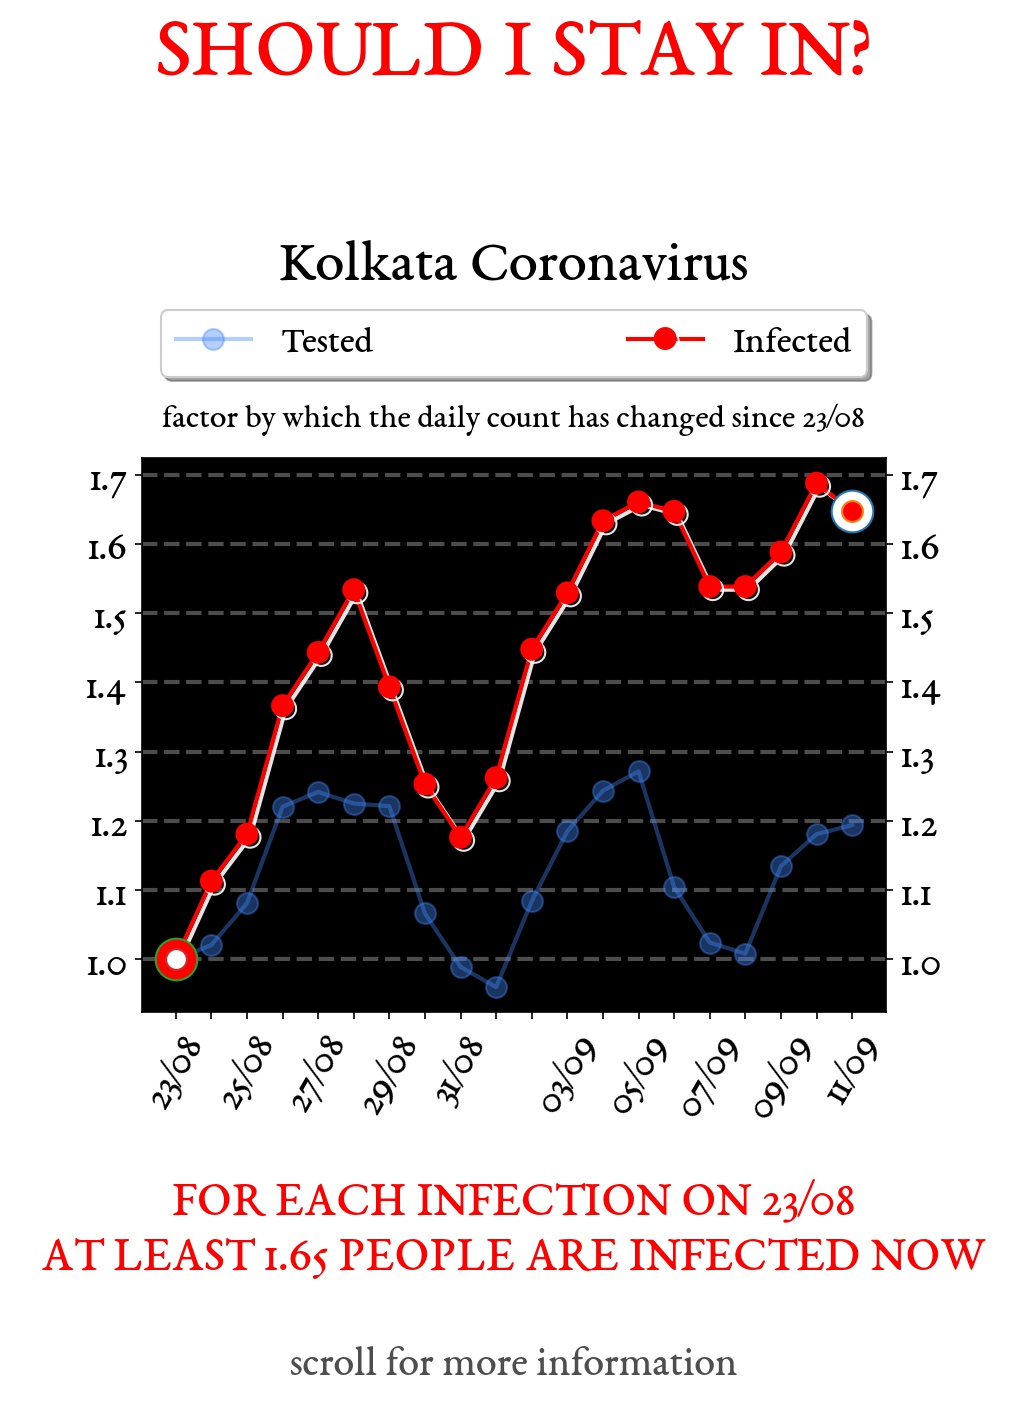 SHOULD I STAY IN?
Kolkata Coronavirus
Tested Infected
factor by which the daily count has changed since 23/08
1.7 1.7
1.6 1.6
1.5 1.5
1.4 1.4
1.3 1.3
1.2 1.2
1.1 1.1
1.0 1.0
23/08 25/08 27/08 29/08 31/08 03/09 05/09 07/09 09/09 11/09
FOR EACH INFECTION ON 23/08
AT LEAST 1.65 PEOPLE ARE INFECTED NOW
scroll for more information